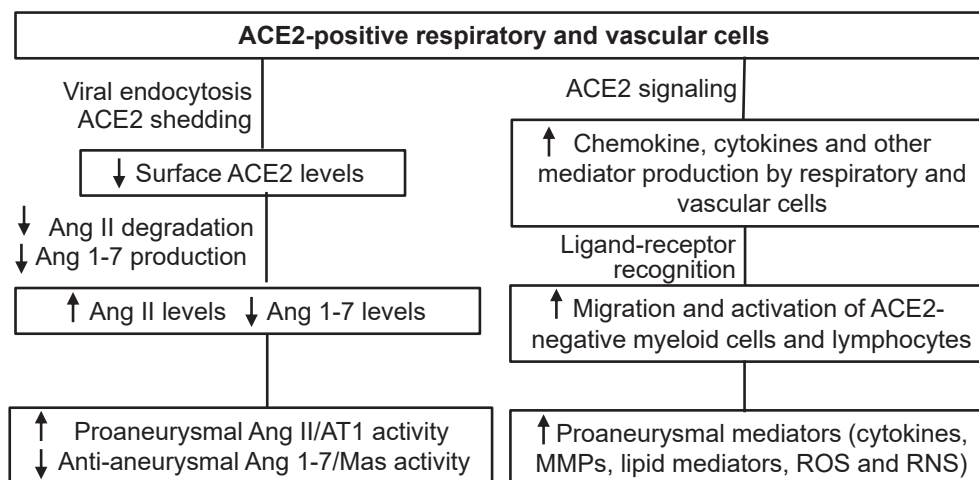 ACE2-positive respiratory and vascular cells
Viral endocytosis
ACE2 shedding
↓ Surface ACE2 levels
↓ Ang II degradation
↓ Ang 1-7 production
↑ Ang II levels ↓ Ang 1-7 levels
↑ Proaneurysmal Ang II/AT1 activity
↓ Anti-aneurysmal Ang 1-7/Mas activity
ACE2 signaling
↑ Chemokine, cytokines and other
mediator production by respiratory and
vascular cells
Ligand-receptor
recognition
↑ Migration and activation of ACE2-
negative myeloid cells and lymphocytes
↑ Proaneurysmal mediators (cytokines,
MMPs, lipid mediators, ROS and RNS)